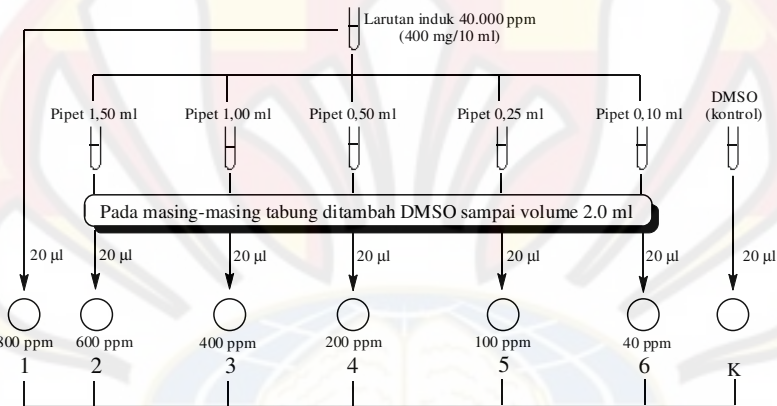 Larutan induk 40.000 ppm
(400 mg/10 ml)
DMSO
(kontrol)
Pipet 1,50 ml
Pipet 1,00 ml
Pipet 0,50 ml
Pipet 0,25 ml
Pipet 0,10 ml
Pada masing-masing tabung ditambah DMSO sampai volume 2.0 ml
20 µl
20 µl
20 µl
20 µl
20 µl
20 µl
20 µl
800 ppm
600 ppm
400 ppm
200 ppm
100 ppm
40 ppm
1
2
3
4
5
6
K